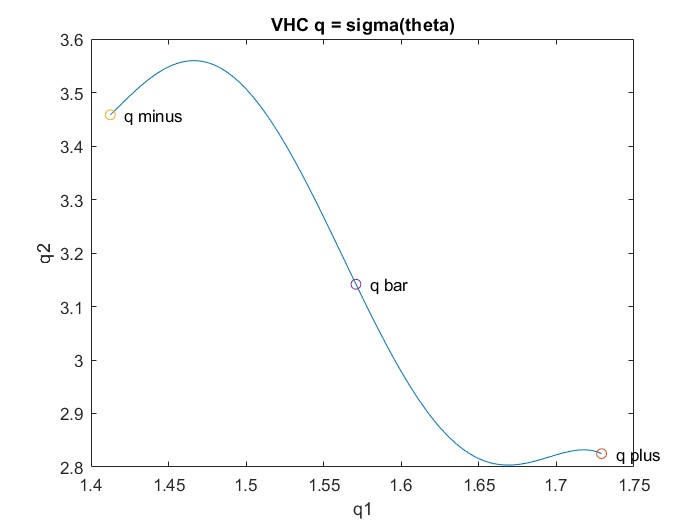 VHC q = sigma(theta)
3.6
3.5
3.4
3.3
3.2
3.1
3
2.9
2.8
q2
q minus
q bar
q plus
1.4
1.45
1.5
1.55
1.6
1.65
1.7
1.75
q1